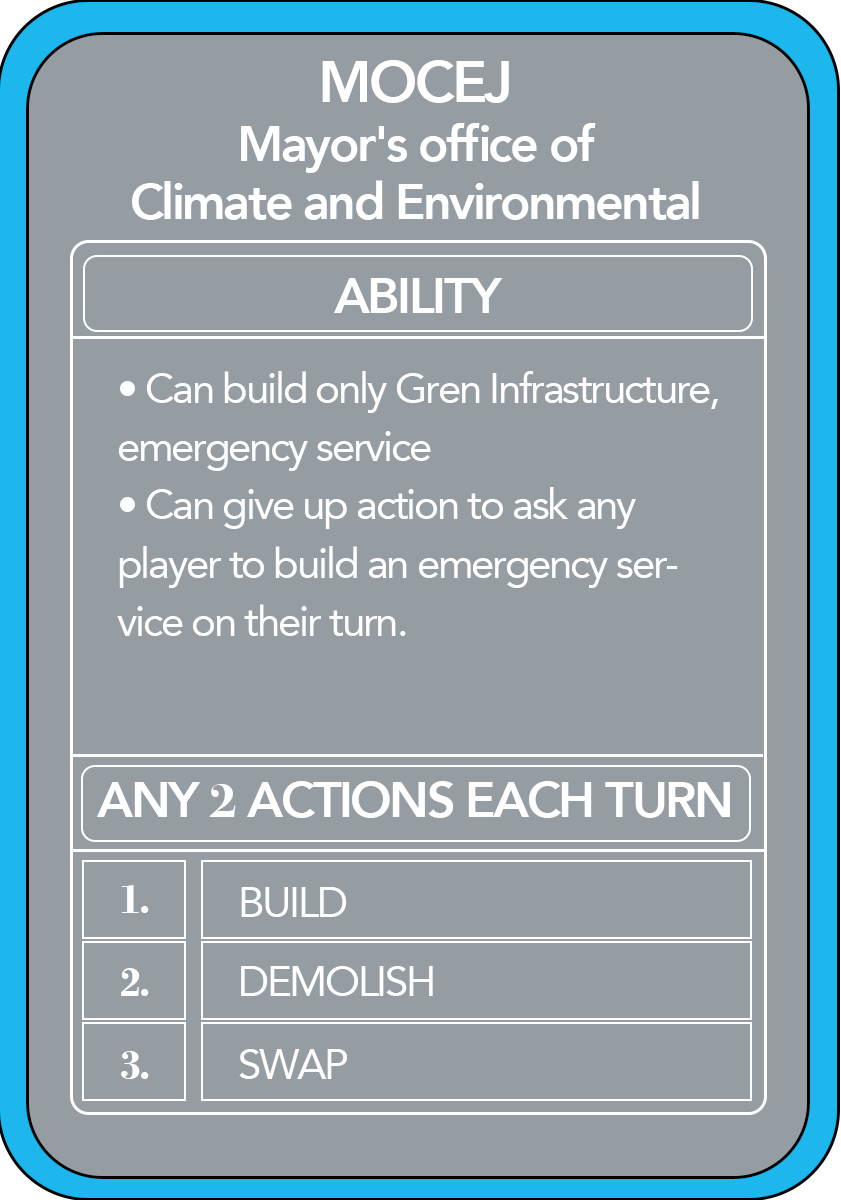 MOCEJ
Mayor's office of
Climate and Environmental
ABILITY
• Can build only Gren Infrastructure,
emergency service
• Can give up action to ask any
player to build an emergency ser-
vice on their turn.
ANY 2 ACTIONS EACH TURN
1. BUILD
2. DEMOLISH
3. SWAP